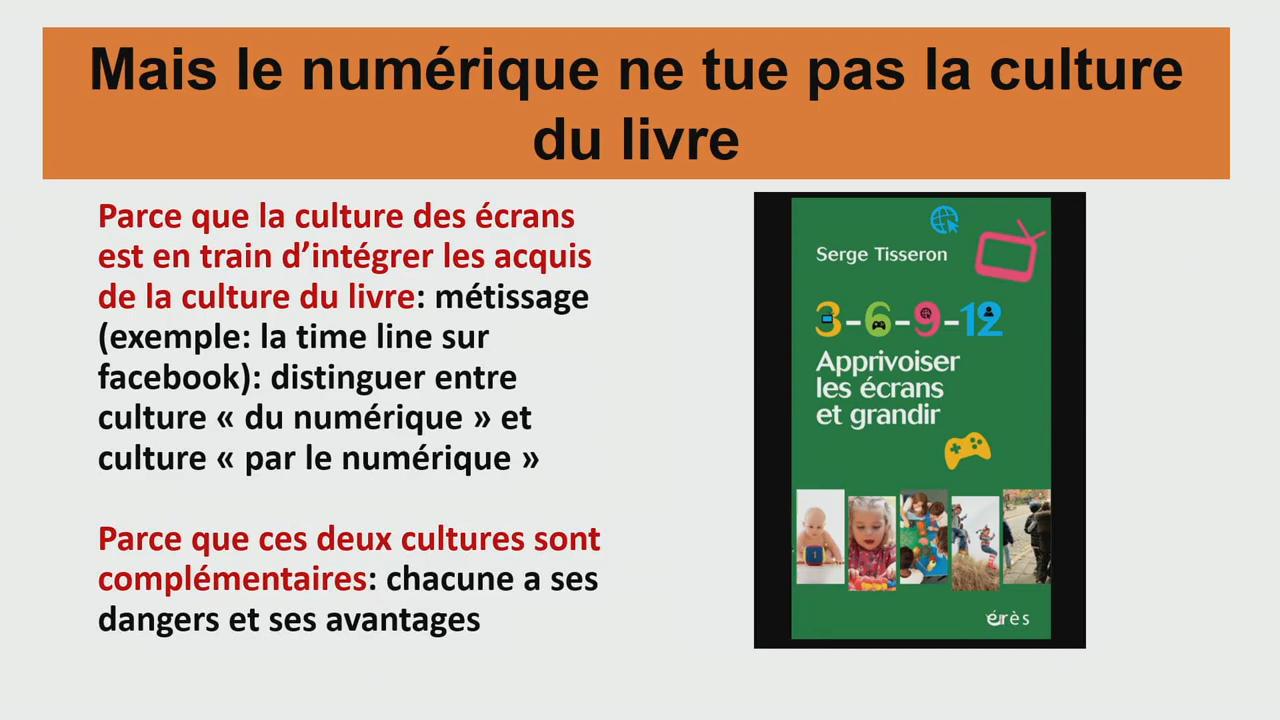 Mais le numérique ne tue pas la culture
du livre
Parce que la culture des écrans
est en train d’intégrer les acquis
de la culture du livre: métissage
(exemple: la time line sur
facebook): distinguer entre
culture « du numérique » et
culture « par le numérique »
Parce que ces deux cultures sont
complémentaires: chacune a ses
dangers et ses avantages
Serge Tisseron
3-6-9-12
Apprivoiser
les écrans
et grandir
1
érès